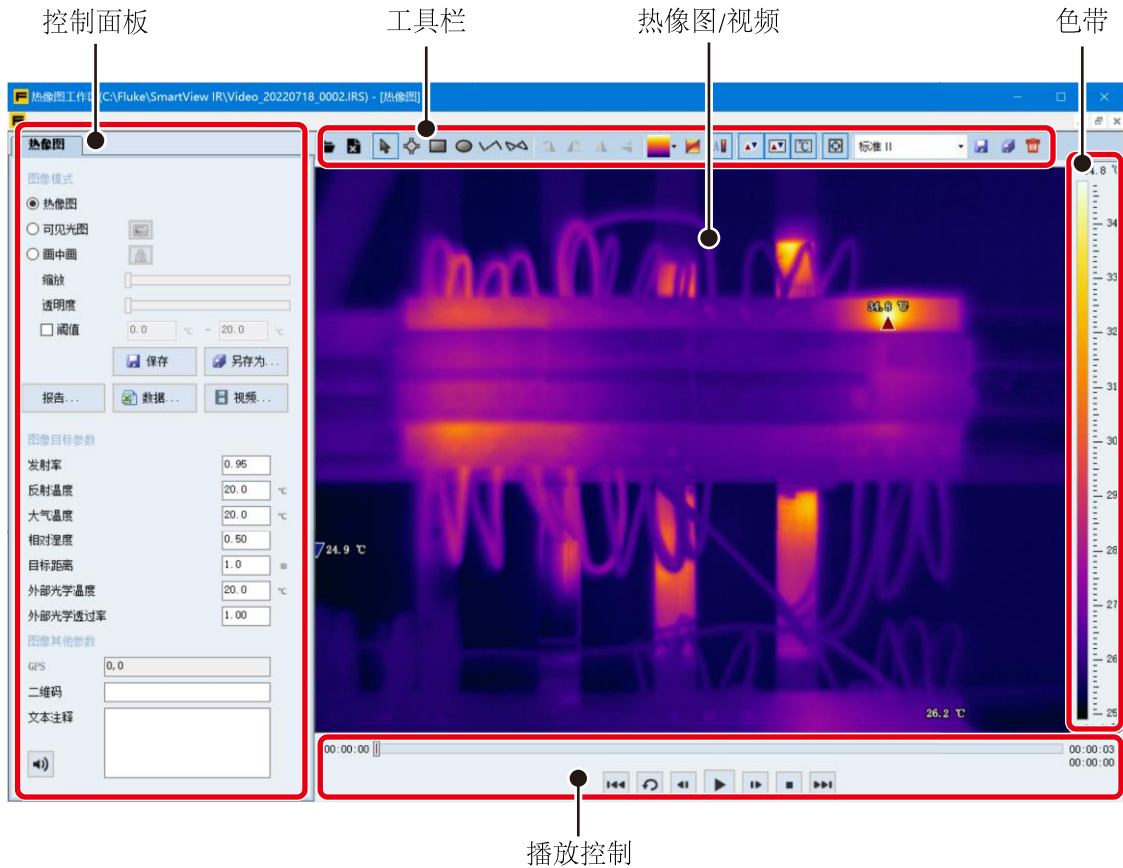 控制面板
工具栏
热像图/视频
色带
热像图工作区(C:\Fluke\SmartView IR\Video_20220718_0002.IRS) - [热像图]
热像图
标准 II
图像模式
热像图
可见光图
画中画
缩放
透明度
阈值 0.0 ℃ - 20.0 ℃
保存 另存为...
报告... 数据... 视频...
图像目标参数
发射率 0.95
反射温度 20.0 ℃
大气温度 20.0 ℃
相对湿度 0.50
目标距离 1.0 m
外部光学温度 20.0 ℃
外部光学透过率 1.00
图像其他参数
GPS 0,0
二维码
文本注释
34.8 ℃
24.9 ℃
26.2 ℃
34
33
32
31
30
29
28
27
26
25
00:00:00 00:00:03
00:00:00
播放控制